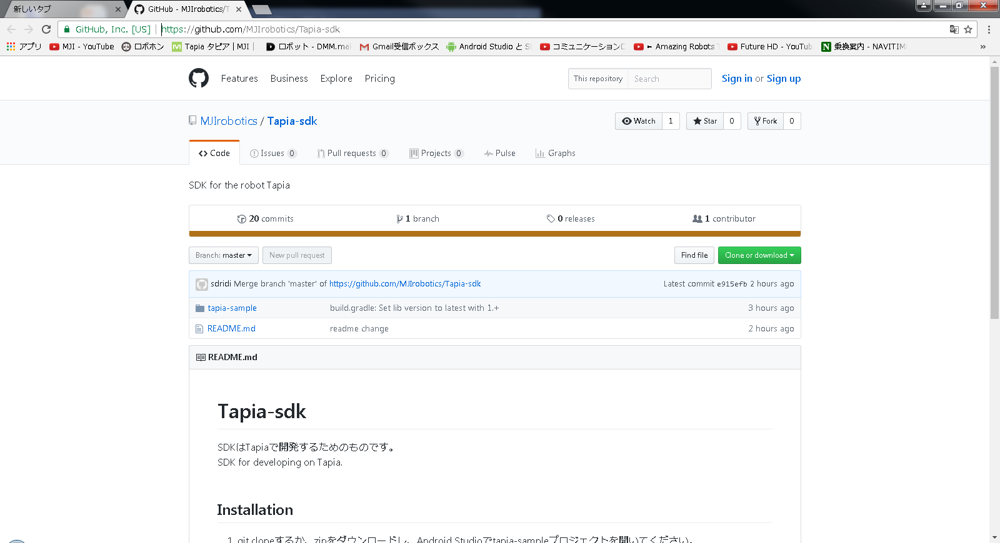 新しいタブ
GitHub - MJIrobotics/T
GitHub, Inc. [US] https://github.com/MJIrobotics/Tapia-sdk
アプリ MJI - YouTube ロボホン Tapia タピア | MJI | ロボット - DMM.ma Gmail受信ボックス Android Studio と S コミュニケーション Amazing Robots Future HD - YouTub 乗換案内 - NAVITIM »
Features Business Explore Pricing This repository Search Sign in or Sign up
MJIrobotics / Tapia-sdk Watch 1 Star 0 Fork 0
Code Issues 0 Pull requests 0 Projects 0 Pulse Graphs
SDK for the robot Tapia
20 commits 1 branch 0 releases 1 contributor
Branch: master New pull request Find file Clone or download
sdridi Merge branch 'master' of https://github.com/MJIrobotics/Tapia-sdk Latest commit e915efb 2 hours ago
tapia-sample build.gradle: Set lib version to latest with 1.+ 3 hours ago
README.md readme change 2 hours ago
README.md
Tapia-sdk
SDKはTapiaで開発するためのものです。
SDK for developing on Tapia.
Installation
1. git cloneするか、zipをダウンロードし、Android Studioでtapia-sampleプロジェクトを開いてください。